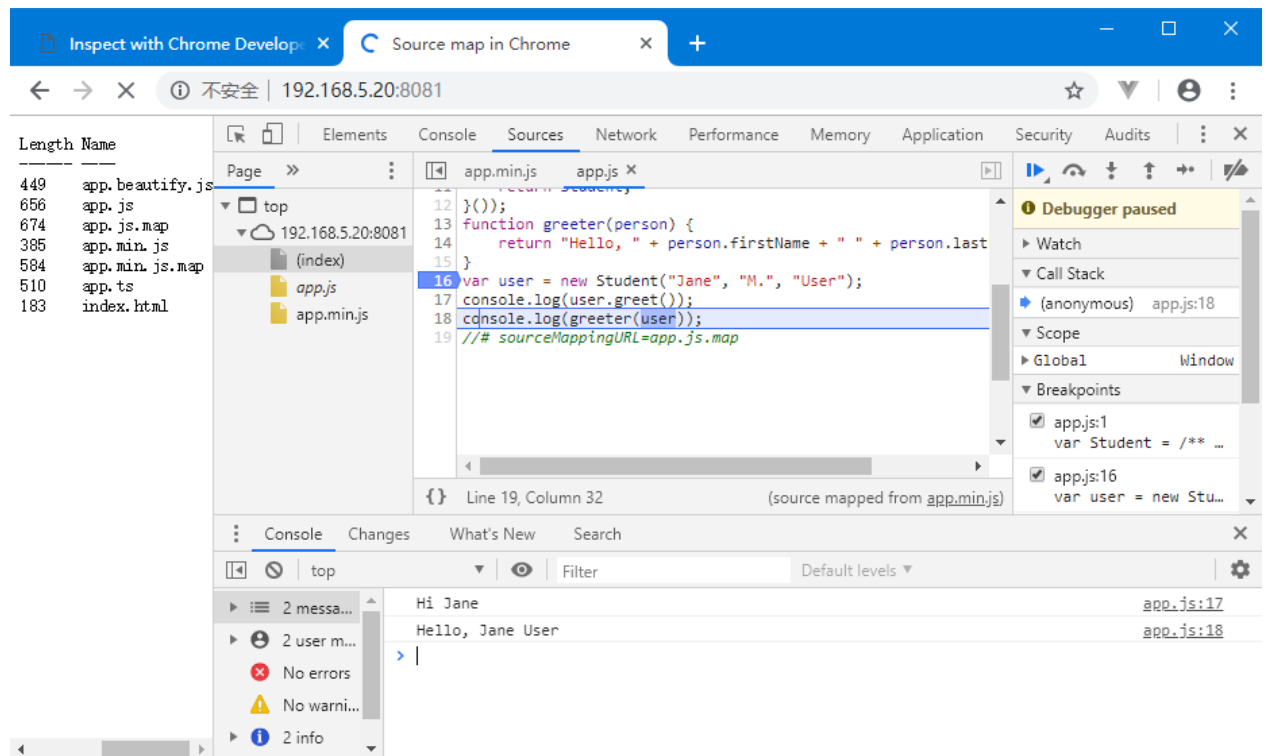 Inspect with Chrome Develope
Source map in Chrome
不安全 192.168.5.20:8081
Length Name
------ ----
449 app.beautify.js
656 app.js
674 app.js.map
385 app.min.js
584 app.min.js.map
510 app.ts
183 index.html
Elements Console Sources Network Performance Memory Application Security Audits
Page »
top
192.168.5.20:8081
(index)
app.js
app.min.js
app.min.js app.js
11 return Student;
12 }());
13 function greeter(person) {
14 return "Hello, " + person.firstName + " " + person.last
15 }
16 var user = new Student("Jane", "M.", "User");
17 console.log(user.greet());
18 console.log(greeter(user));
19 //# sourceMappingURL=app.js.map
{} Line 19, Column 32 (source mapped from app.min.js)
Debugger paused
Watch
Call Stack
(anonymous) app.js:18
Scope
Global Window
Breakpoints
app.js:1
var Student = /** …
app.js:16
var user = new Stu…
Console Changes What's New Search
top Filter Default levels
2 messa...
2 user m...
No errors
No warni...
2 info
Hi Jane app.js:17
Hello, Jane User app.js:18